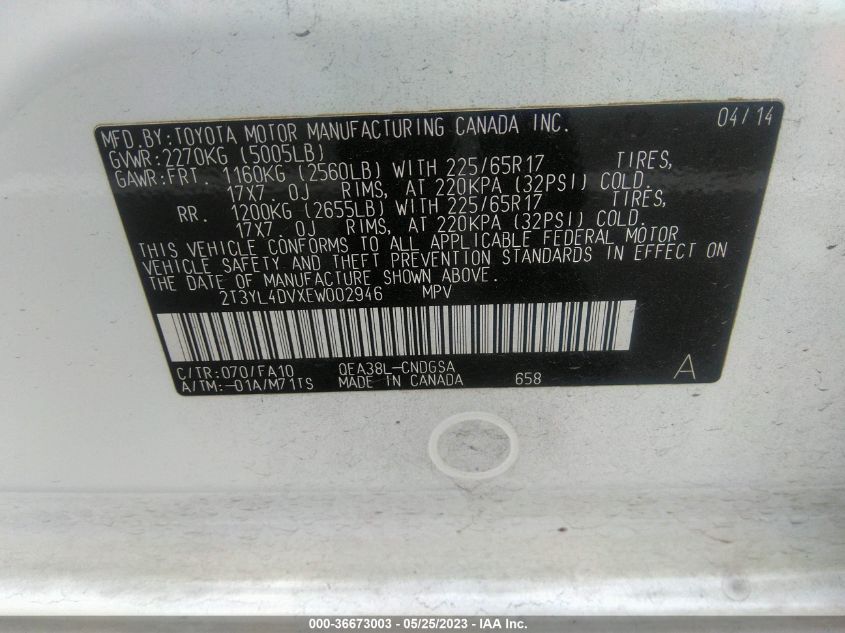 MFD. BY:TOYOTA MOTOR MANUFACTURING CANADA INC. 04/14
GVWR:2270KG (5005LB)
GAWR:FRT. 1160KG (2560LB) WITH 225/65R17 TIRES,
17X7.0J RIMS, AT 220KPA (32PSI) COLD.
RR. 1200KG (2655LB) WITH 225/65R17 TIRES,
17X7.0J RIMS, AT 220KPA (32PSI) COLD.
THIS VEHICLE CONFORMS TO ALL APPLICABLE FEDERAL MOTOR
VEHICLE SAFETY AND THEFT PREVENTION STANDARDS IN EFFECT ON
THE DATE OF MANUFACTURE SHOWN ABOVE.
2T3YL4DVXEW002946 MPV
C/TR:070/FA10 QEA38L-CNDGSA
A/TM:-01A/M71TS MADE IN CANADA 658 A
000-36673003 - 05/25/2023 - IAA Inc.